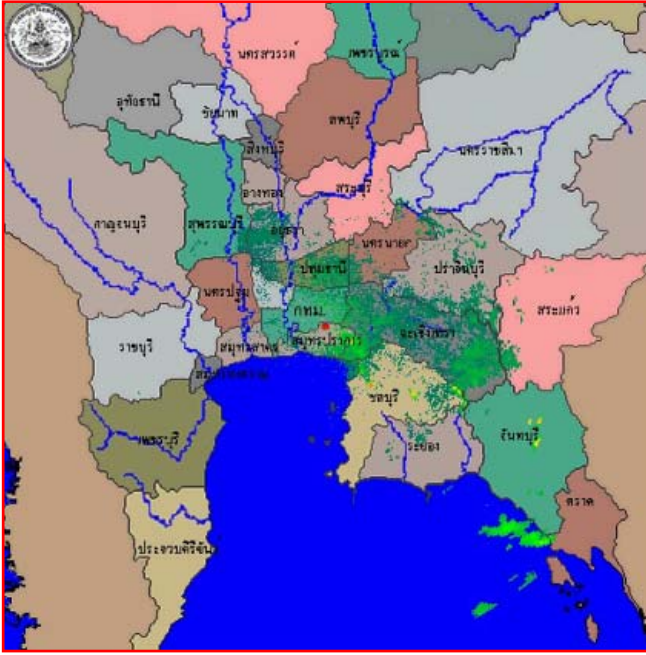 นครสวรรค์
เพชรบูรณ์
อุทัยธานี
ชัยนาท
ลพบุรี
สิงห์บุรี
นครราชสีมา
สระบุรี
อ่างทอง
กาญจนบุรี
สุพรรณบุรี
อยุธยา
นครนายก
ปราจีนบุรี
ปทุมธานี
นครปฐม
กทม.
สระแก้ว
ฉะเชิงเทรา
ราชบุรี
สมุทรสาคร
สมุทรปราการ
ชลบุรี
เพชรบุรี
ระยอง
จันทบุรี
ตราด
ประจวบคีรีขันธ์